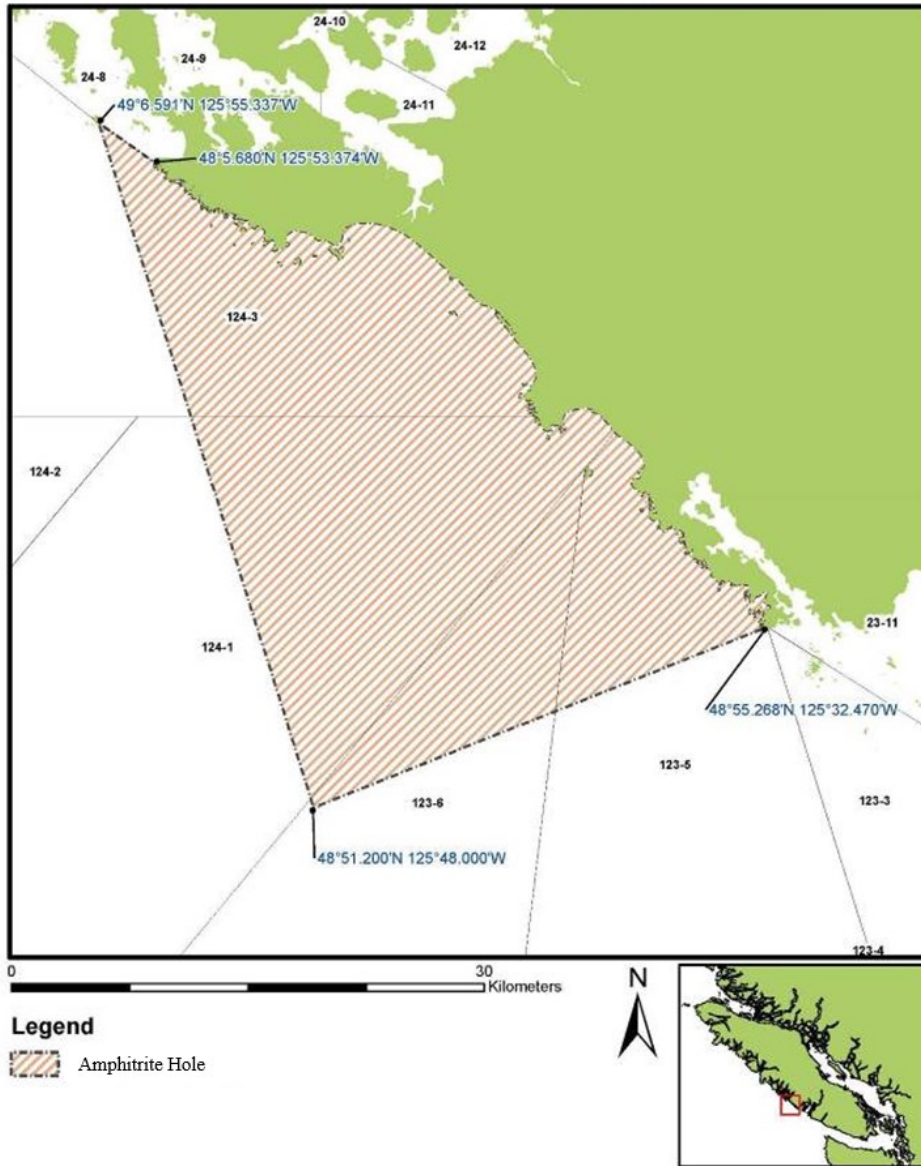 24-10
24-12
24-9
24-8
24-11
49°6.591'N 125°55.337'W
48°5.680'N 125°53.374'W
124-3
124-2
124-1
23-11
48°55.268'N 125°32.470'W
123-5
123-6
123-3
48°51.200'N 125°48.000'W
123-4
0 30
Kilometers
N
Legend
Amphitrite Hole